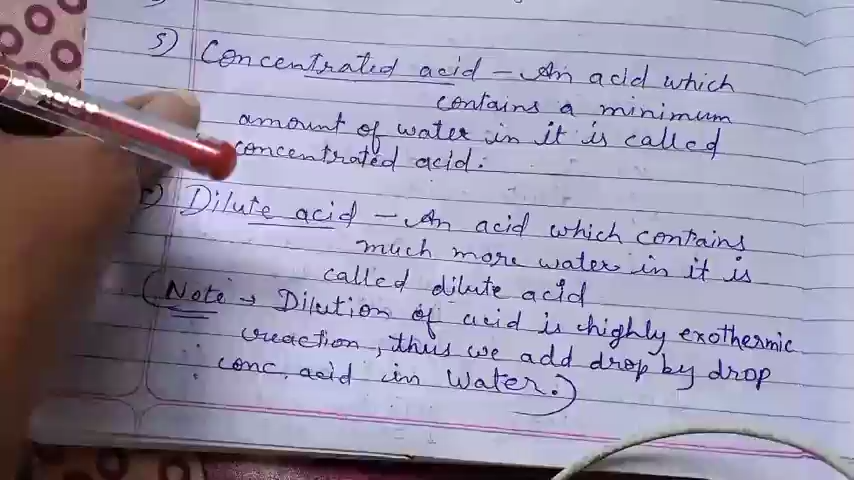 5) Concentrated acid - An acid which
contains a minimum
amount of water in it is called
concentrated acid.
Dilute acid - An acid which contains
much more water in it is
called dilute acid
(Note → Dilution of acid is highly exothermic
reaction, thus we add drop by drop
conc. acid in water.)